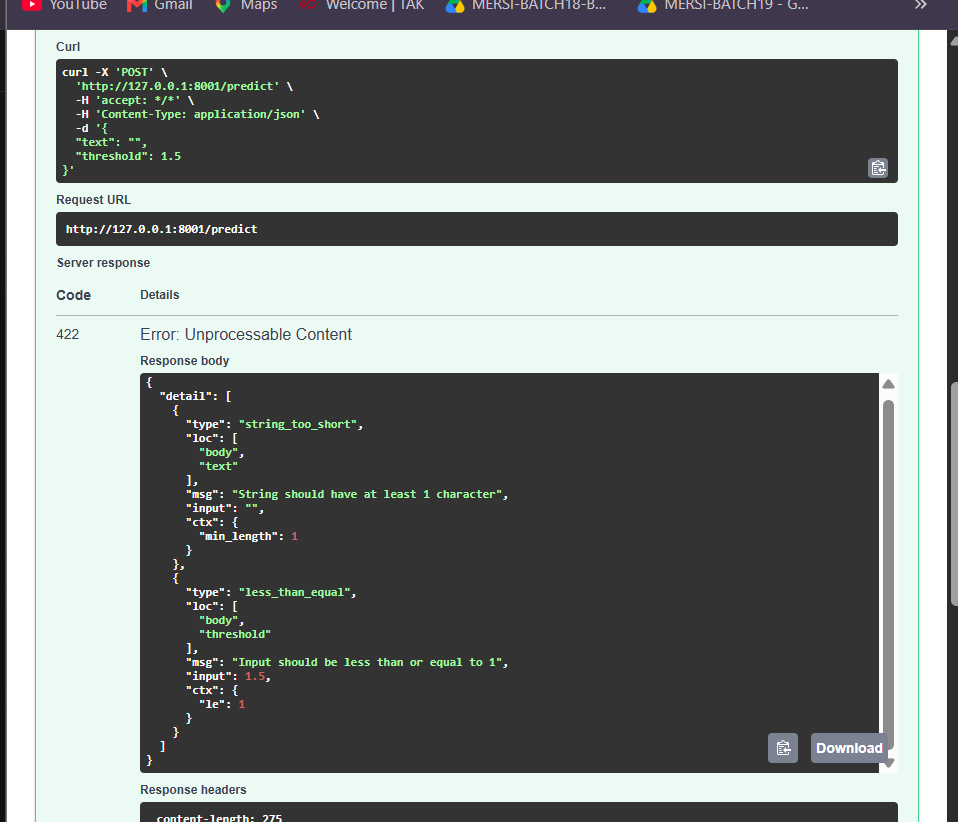 YouTube Gmail Maps Welcome | TAK MERSI-BATCH18-B... MERSI-BATCH19 - G... »
Curl
curl -X 'POST' \
  'http://127.0.0.1:8001/predict' \
  -H 'accept: */*' \
  -H 'Content-Type: application/json' \
  -d '{
  "text": "",
  "threshold": 1.5
}'
Request URL
http://127.0.0.1:8001/predict
Server response
Code Details
422 Error: Unprocessable Content
Response body
{
  "detail": [
    {
      "type": "string_too_short",
      "loc": [
        "body",
        "text"
      ],
      "msg": "String should have at least 1 character",
      "input": "",
      "ctx": {
        "min_length": 1
      }
    },
    {
      "type": "less_than_equal",
      "loc": [
        "body",
        "threshold"
      ],
      "msg": "Input should be less than or equal to 1",
      "input": 1.5,
      "ctx": {
        "le": 1
      }
    }
  ]
}
Download
Response headers
content-length: 275